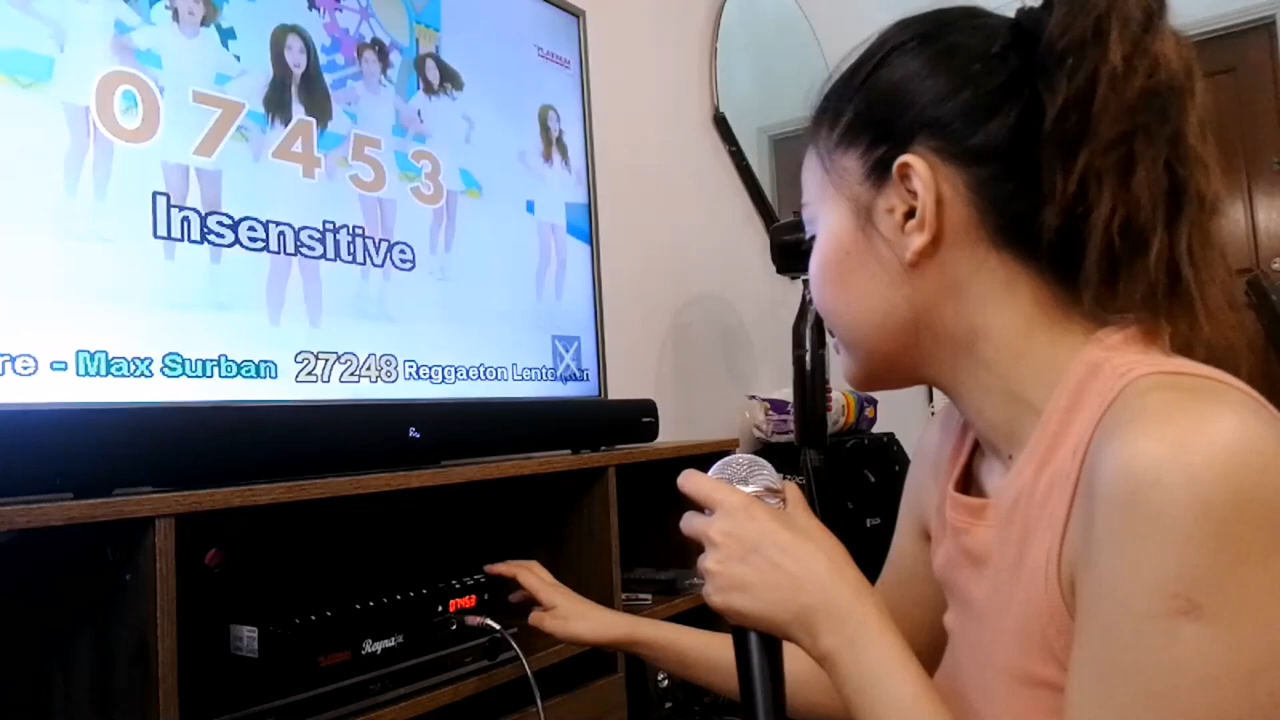 PLATINUM
07453
Insensitive
re - Max Surban 27248 Reggaeton Lento
07453
Reyna